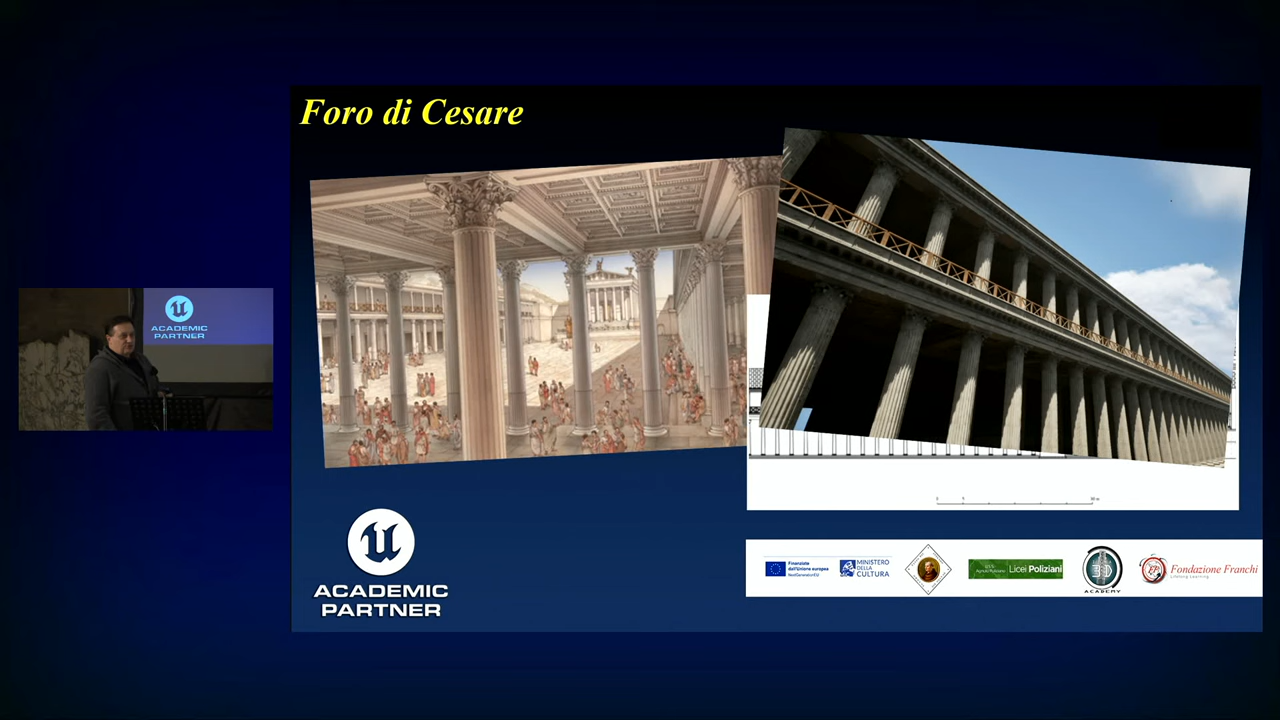 Foro di Cesare
ACADEMIC
PARTNER
ACADEMIC
PARTNER
Finanziato
dall'Unione europea
NextGenerationEU
MINISTERO
DELLA
CULTURA
Licei Poliziani
3D
ACADEMY
Fondazione Franchi
Lifelong Learning